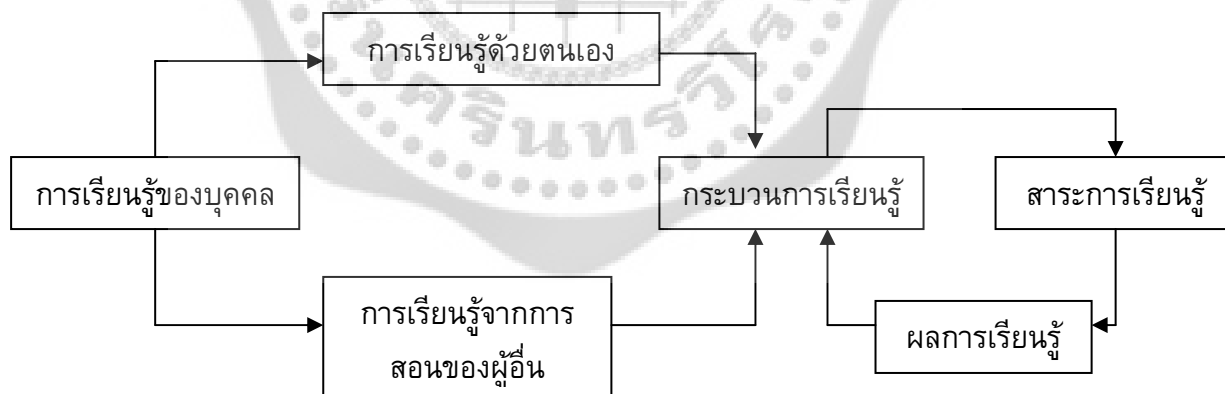 การเรียนรู้ด้วยตนเอง
การเรียนรู้ของบุคคล
กระบวนการเรียนรู้
สาระการเรียนรู้
การเรียนรู้จากการ
สอนของผู้อื่น
ผลการเรียนรู้